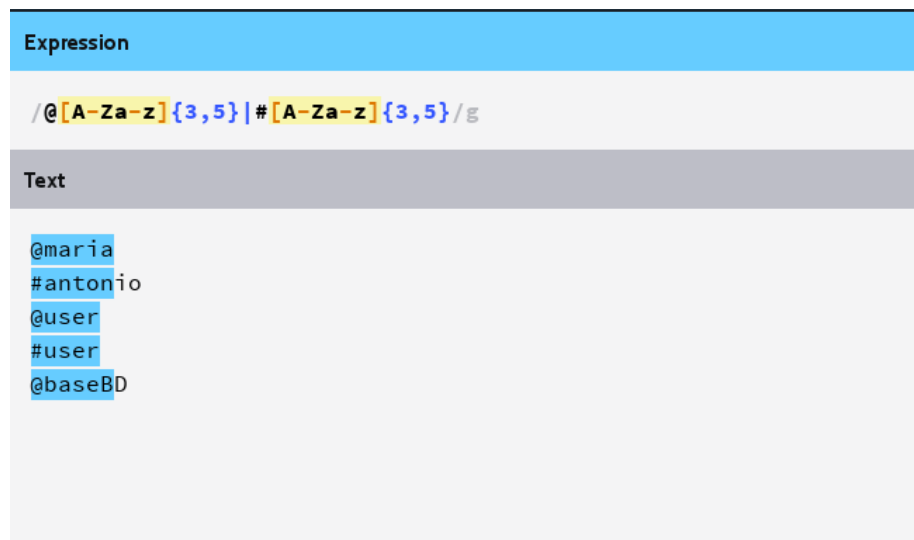 Expression
/@[A-Za-z]{3,5}|#[A-Za-z]{3,5}/g
Text
@maria
#antonio
@user
#user
@baseBD